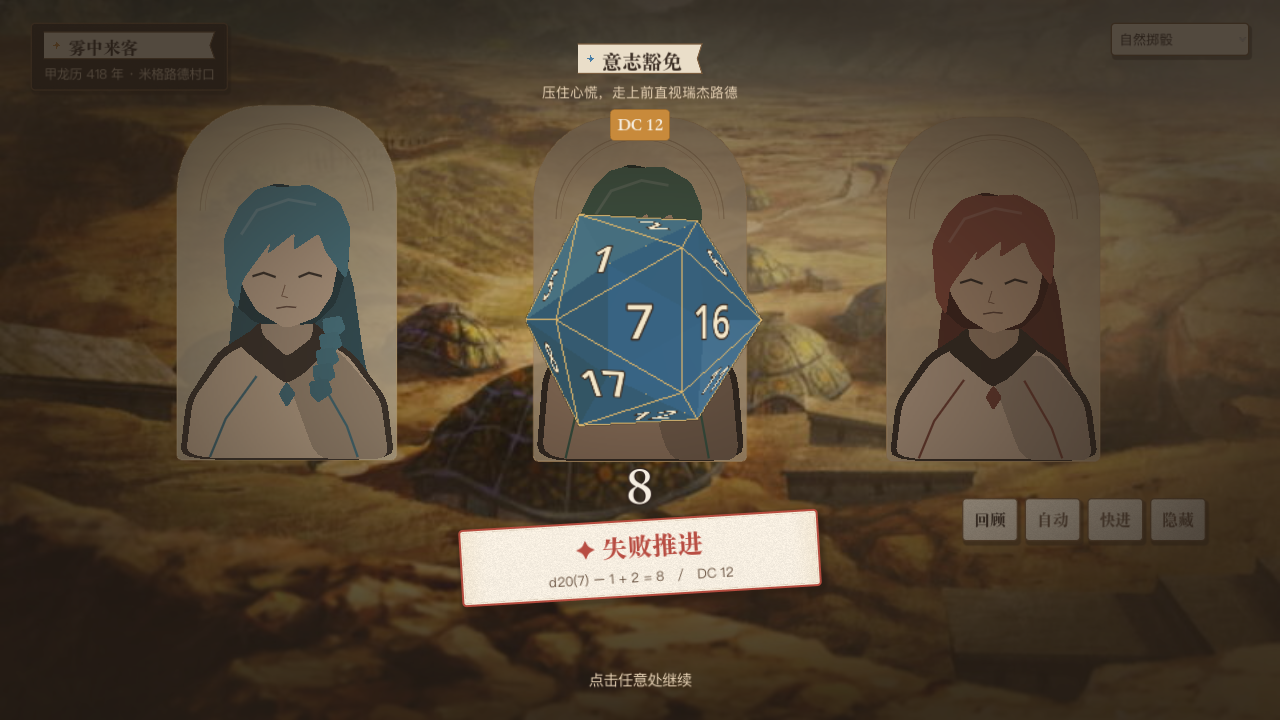 雾中来客
甲龙历 418 年 · 米格路德村口
意志豁免
压住心慌，走上前直视瑞杰路德
DC 12
自然掷骰
1
7
16
17
8
失败推进
d20(7) − 1 + 2 = 8 / DC 12
回顾
自动
快进
隐藏
点击任意处继续